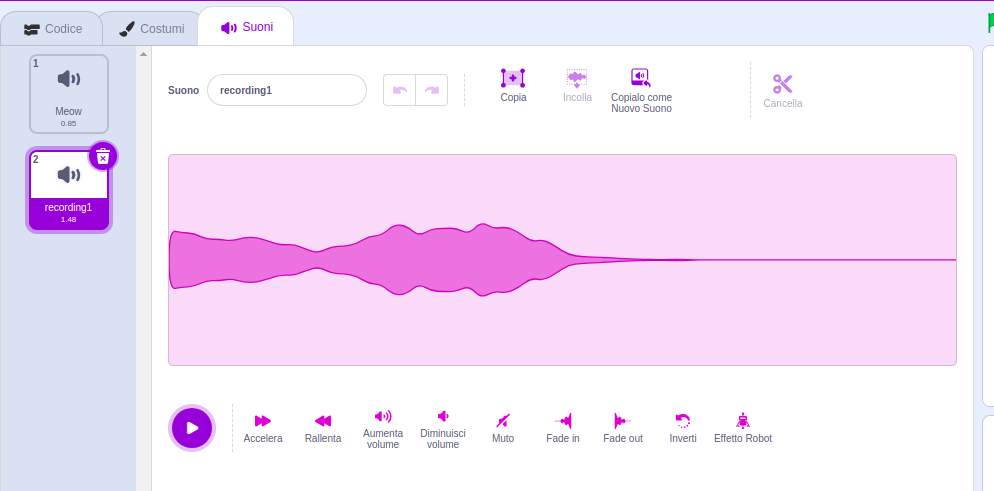 Codice
Costumi
Suoni
1
Meow
0.85
2
recording1
1.48
Suono
recording1
Copia
Incolla
Copialo come
Nuovo Suono
Cancella
Accelera
Rallenta
Aumenta
volume
Diminuisci
volume
Muto
Fade in
Fade out
Inverti
Effetto Robot